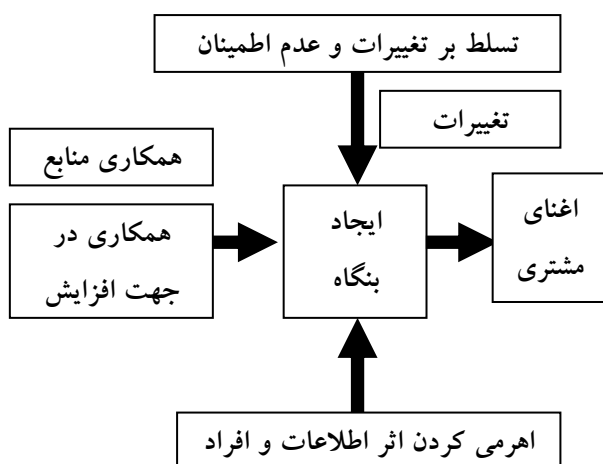 تسلط بر تغییرات و عدم اطمینان
تغییرات
همکاری منابع
همکاری در
جهت افزایش
ایجاد
بنگاه
اغنای
مشتری
اهرمی کردن اثر اطلاعات و افراد